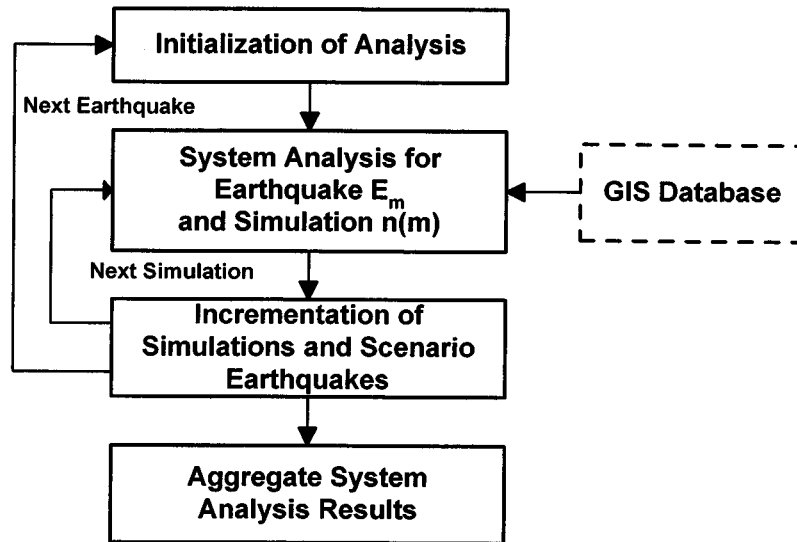 Initialization of Analysis
Next Earthquake
System Analysis for
Earthquake E_m
and Simulation n(m)
GIS Database
Next Simulation
Incrementation of
Simulations and Scenario
Earthquakes
Aggregate System
Analysis Results